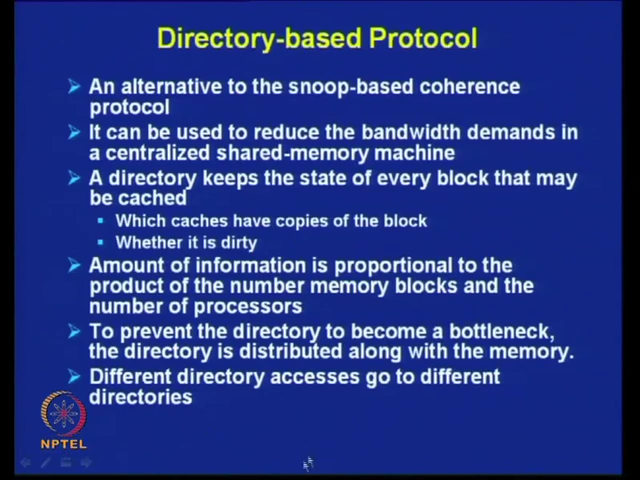 Directory-based Protocol
An alternative to the snoop-based coherence
protocol
It can be used to reduce the bandwidth demands in
a centralized shared-memory machine
A directory keeps the state of every block that may
be cached
Which caches have copies of the block
Whether it is dirty
Amount of information is proportional to the
product of the number memory blocks and the
number of processors
To prevent the directory to become a bottleneck,
the directory is distributed along with the memory.
Different directory accesses go to different
directories
NPTEL